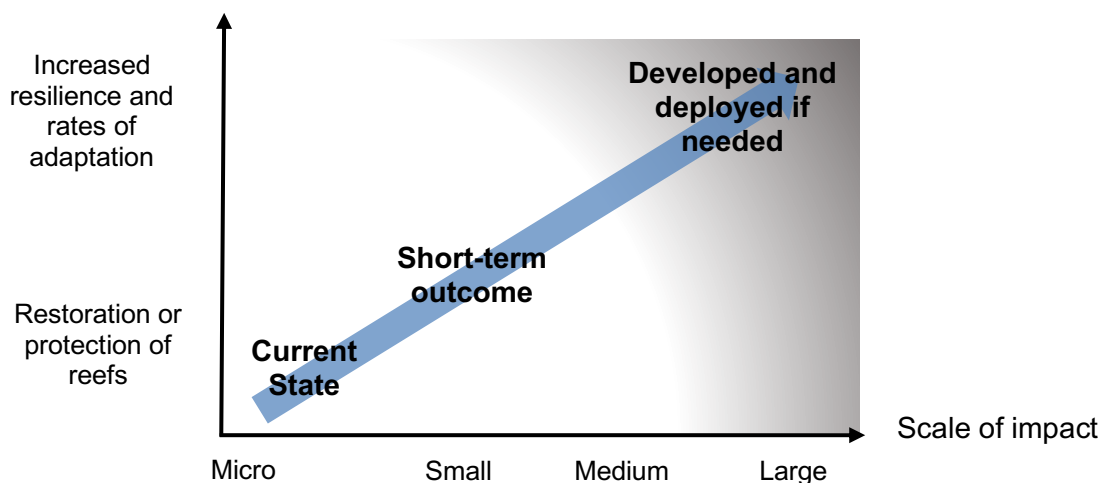 Increased
resilience and
rates of
adaptation
Developed and
deployed if
needed
Short-term
outcome
Restoration or
protection of
reefs
Current
State
Scale of impact
Micro
Small
Medium
Large